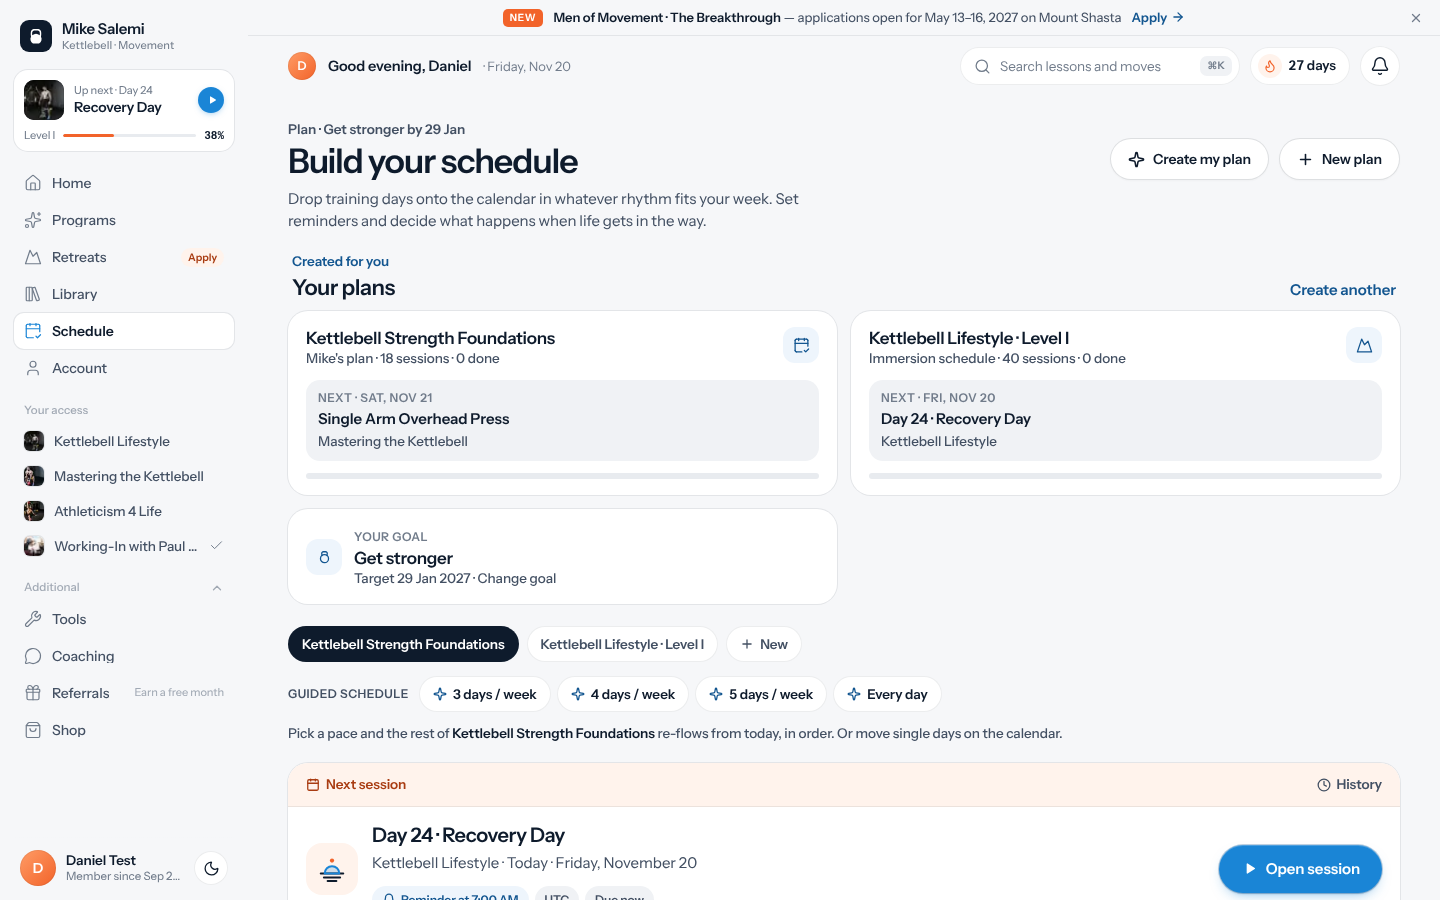 Mike Salemi
Kettlebell · Movement
Up next · Day 24
Recovery Day
Level I
38%
Home
Programs
Retreats
Apply
Library
Schedule
Account
Your access
Kettlebell Lifestyle
Mastering the Kettlebell
Athleticism 4 Life
Working-In with Paul ...
Additional
Tools
Coaching
Referrals
Earn a free month
Shop
D
Daniel Test
Member since Sep 2...
NEW
Men of Movement · The Breakthrough — applications open for May 13–16, 2027 on Mount Shasta
Apply →
D
Good evening, Daniel
· Friday, Nov 20
Search lessons and moves
⌘K
27 days
Plan · Get stronger by 29 Jan
Build your schedule
Drop training days onto the calendar in whatever rhythm fits your week. Set
reminders and decide what happens when life gets in the way.
Create my plan
New plan
Created for you
Your plans
Create another
Kettlebell Strength Foundations
Mike's plan · 18 sessions · 0 done
NEXT · SAT, NOV 21
Single Arm Overhead Press
Mastering the Kettlebell
Kettlebell Lifestyle · Level I
Immersion schedule · 40 sessions · 0 done
NEXT · FRI, NOV 20
Day 24 · Recovery Day
Kettlebell Lifestyle
YOUR GOAL
Get stronger
Target 29 Jan 2027 · Change goal
Kettlebell Strength Foundations
Kettlebell Lifestyle · Level I
New
GUIDED SCHEDULE
3 days / week
4 days / week
5 days / week
Every day
Pick a pace and the rest of Kettlebell Strength Foundations re-flows from today, in order. Or move single days on the calendar.
Next session
History
Day 24 · Recovery Day
Kettlebell Lifestyle · Today · Friday, November 20
Open session
Reminder at 7:00 AM
UTC
Due now